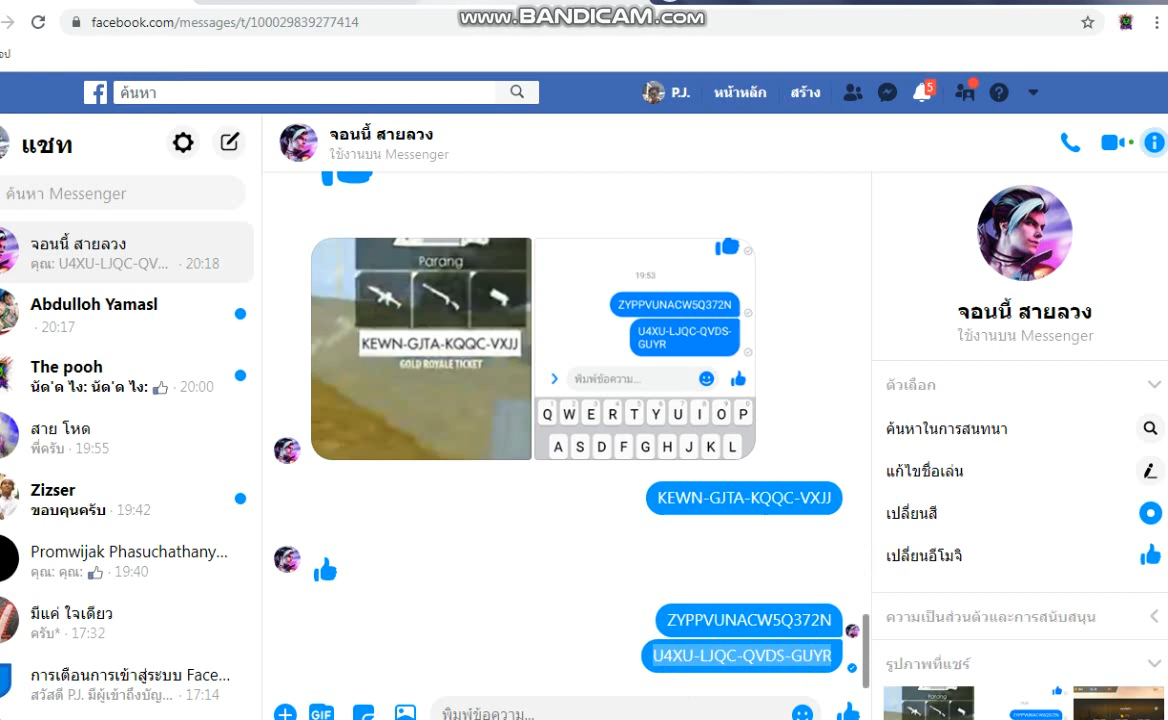 www.BANDICAM.com
facebook.com/messages/t/100029839277414
ค้นหา
P.J.
หน้าหลัก
สร้าง
5
แชท
ค้นหา Messenger
จอนนี้ สายลวง
คุณ: U4XU-LJQC-QV... · 20:18
Abdulloh Yamasl
· 20:17
The pooh
นัด'ด ไง: นัด'ด ไง: · 20:00
สาย โหด
พี่ครับ · 19:55
Zizser
ขอบคุนครับ · 19:42
Promwijak Phasuchathany...
คุณ: คุณ: · 19:40
มีแค่ ใจเดียว
ครับ* · 17:32
การเตือนการเข้าสู่ระบบ Face...
สวัสดี P.J. มีผู้เข้าถึงบัญ... · 17:14
จอนนี้ สายลวง
ใช้งานบน Messenger
Parang
KEWN-GJTA-KQQC-VXJJ
GOLD ROYALE TICKET
19:53
ZYPPVUNACW5Q372N
U4XU-LJQC-QVDS-
GUYR
พิมพ์ข้อความ...
Q W E R T Y U I O P
A S D F G H J K L
KEWN-GJTA-KQQC-VXJJ
ZYPPVUNACW5Q372N
U4XU-LJQC-QVDS-GUYR
GIF
พิมพ์ข้อความ...
จอนนี้ สายลวง
ใช้งานบน Messenger
ตัวเลือก
ค้นหาในการสนทนา
แก้ไขชื่อเล่น
เปลี่ยนสี
เปลี่ยนอีโมจิ
ความเป็นส่วนตัวและการสนับสนุน
รูปภาพที่แชร์